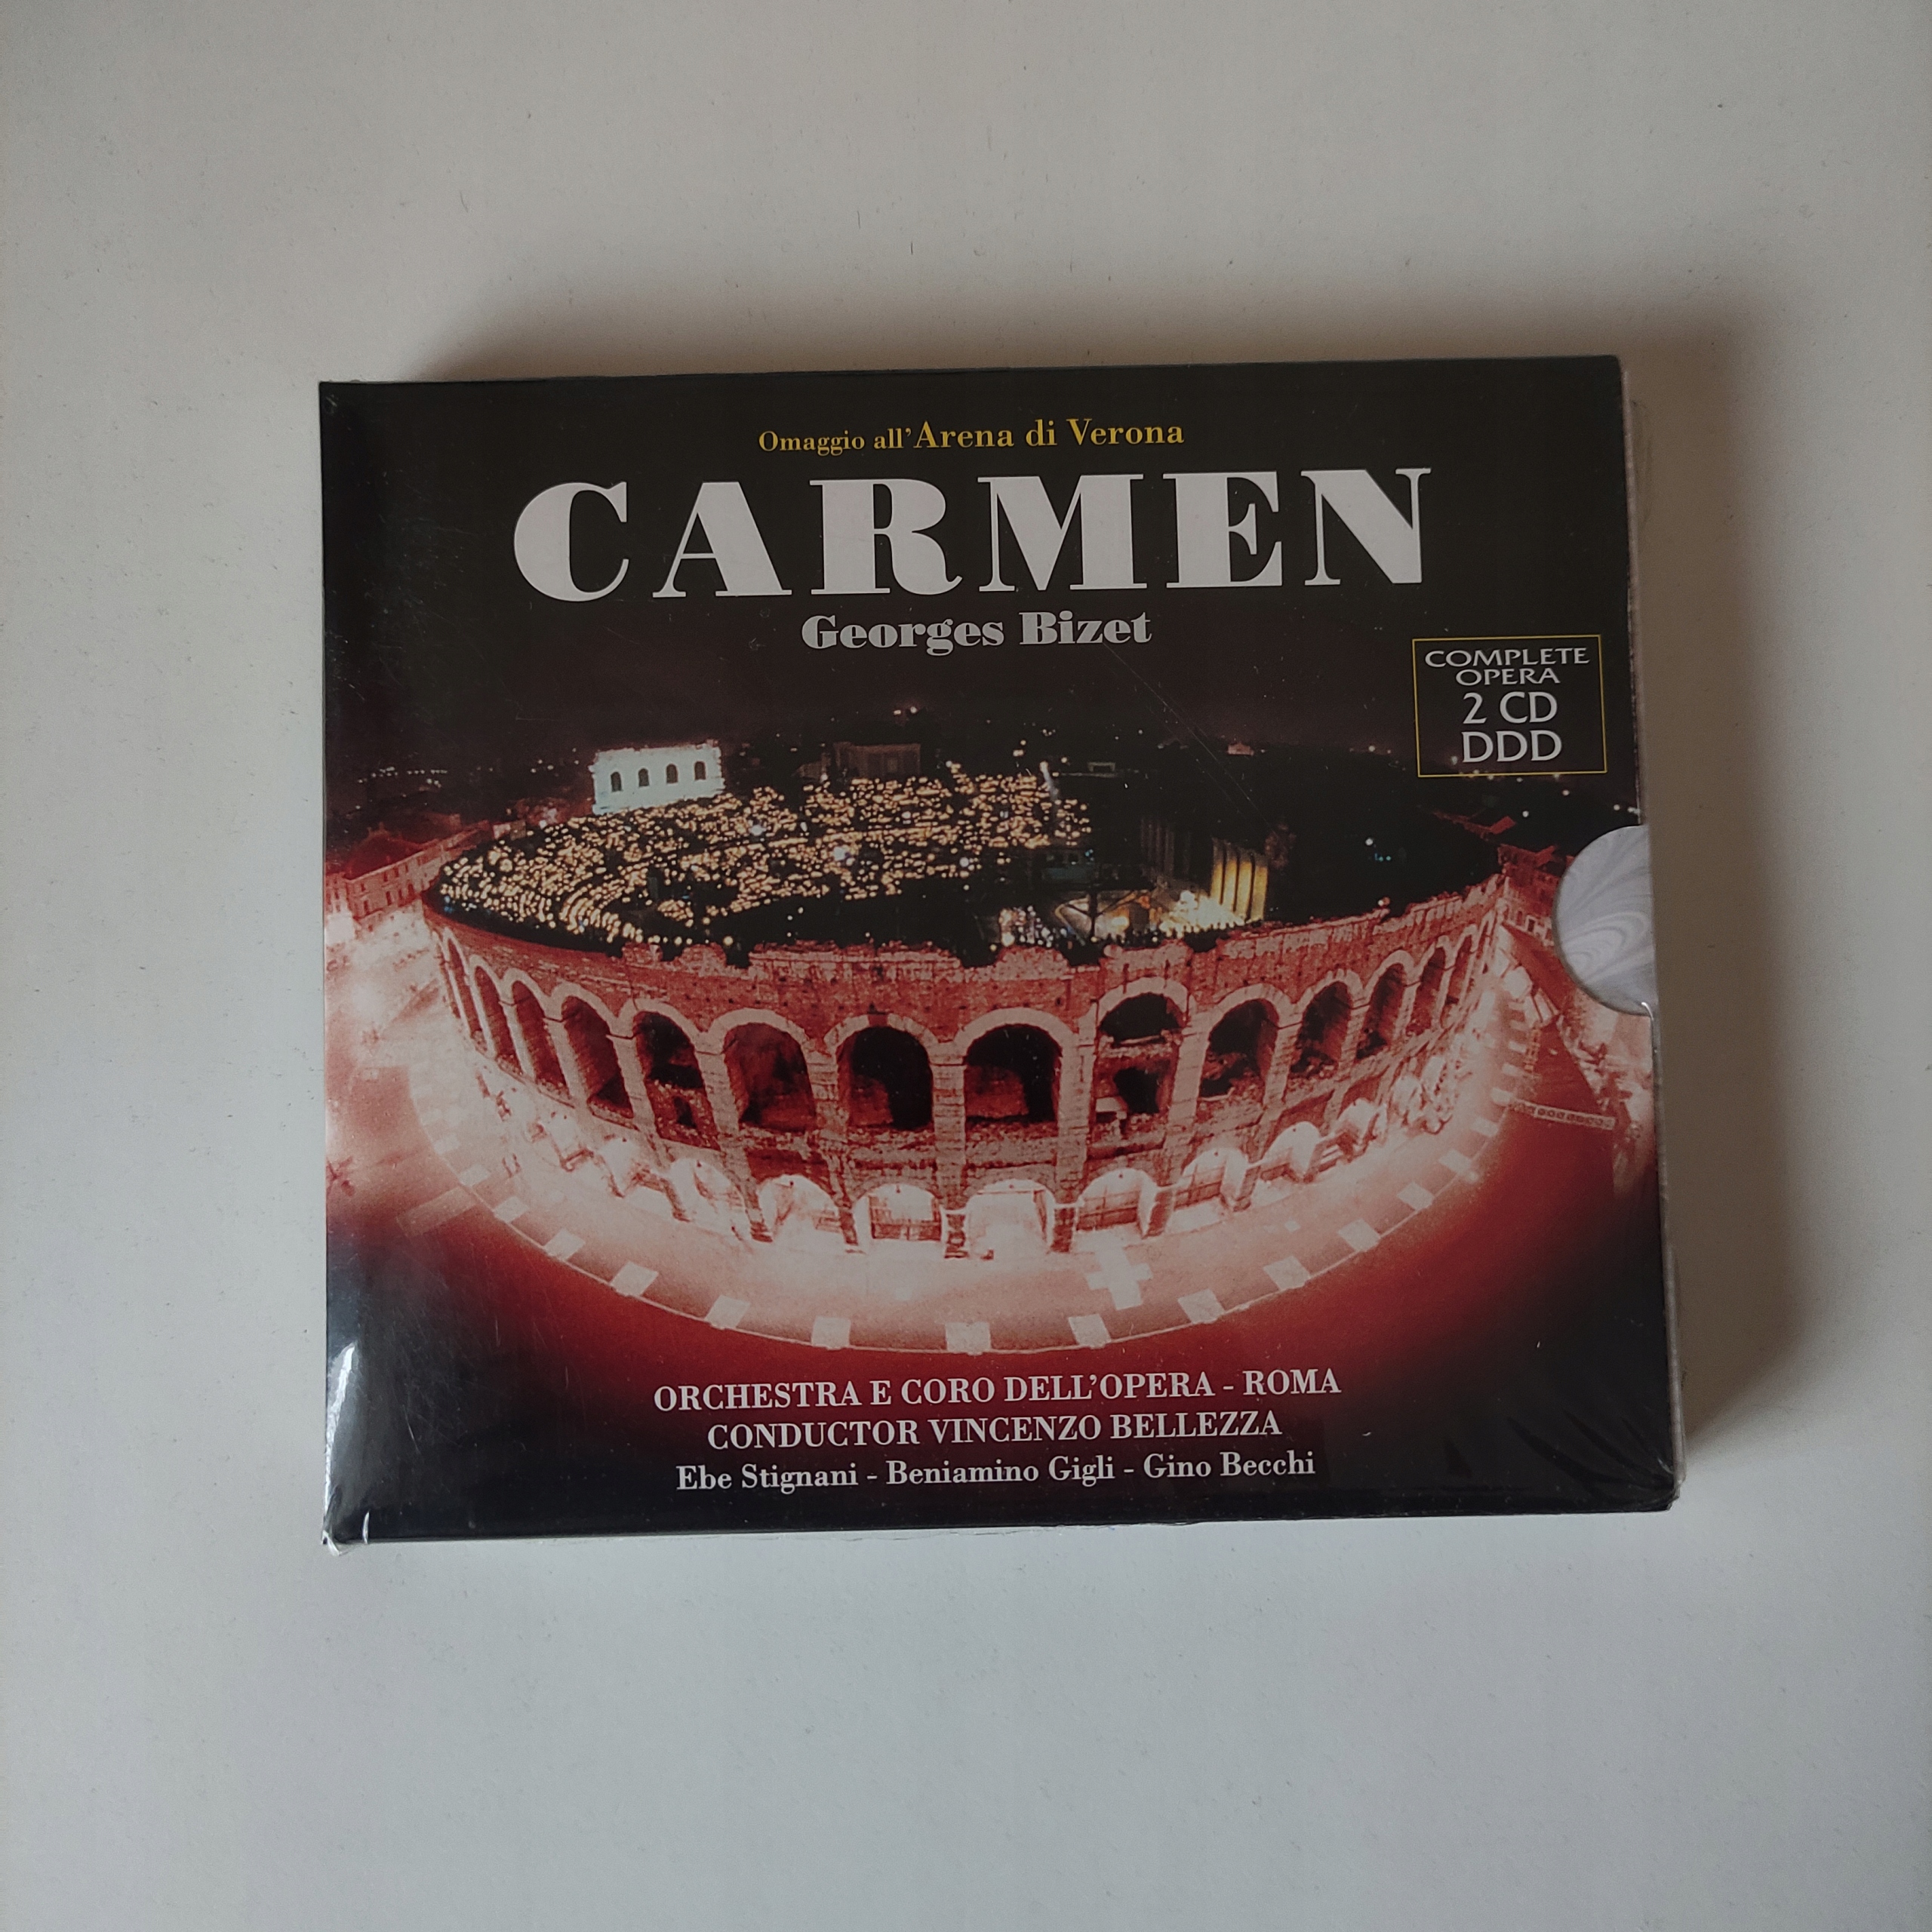 Omaggio all'Arena di Verona
CARMEN
Georges Bizet
COMPLETE
OPERA
2 CD
DDD
ORCHESTRA E CORO DELL'OPERA - ROMA
CONDUCTOR VINCENZO BELLEZZA
Ebe Stignani - Beniamino Gigli - Gino Becchi